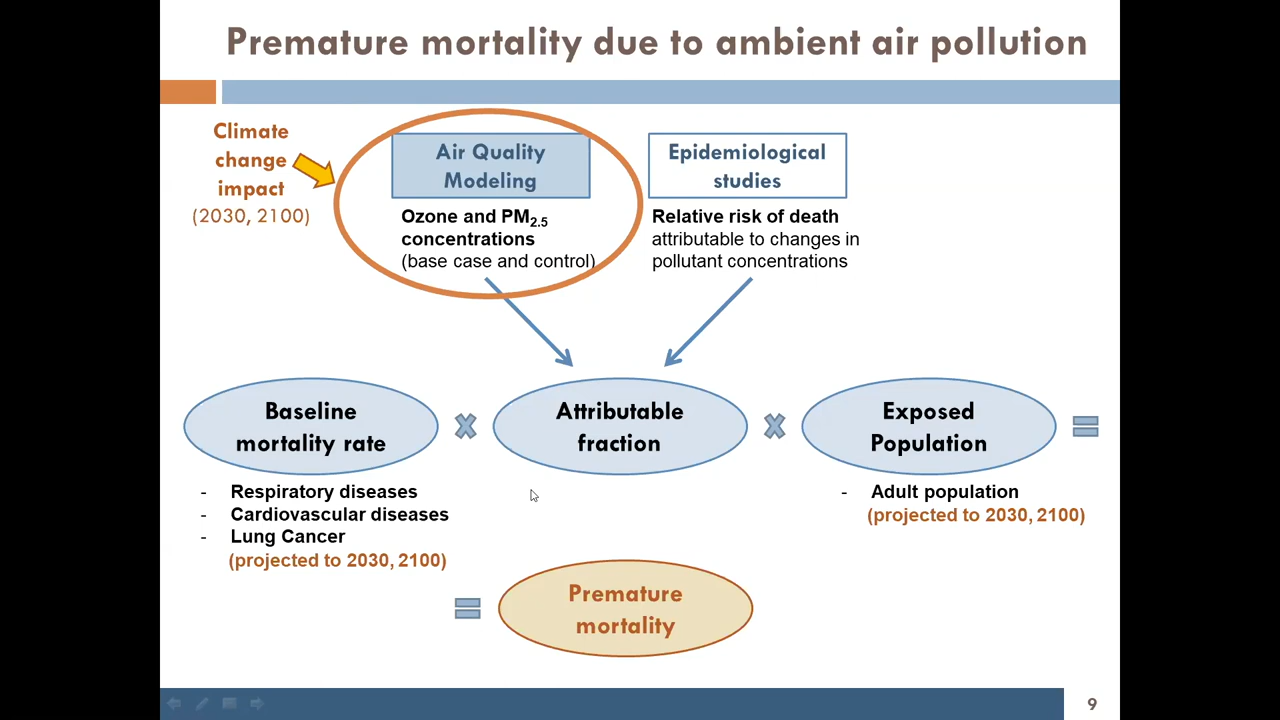 Premature mortality due to ambient air pollution
Climate
change
impact
(2030, 2100)
Air Quality
Modeling
Ozone and PM2.5
concentrations
(base case and control)
Epidemiological
studies
Relative risk of death
attributable to changes in
pollutant concentrations
Baseline
mortality rate
Attributable
fraction
Exposed
Population
- Respiratory diseases
- Cardiovascular diseases
- Lung Cancer
(projected to 2030, 2100)
- Adult population
(projected to 2030, 2100)
Premature
mortality
9